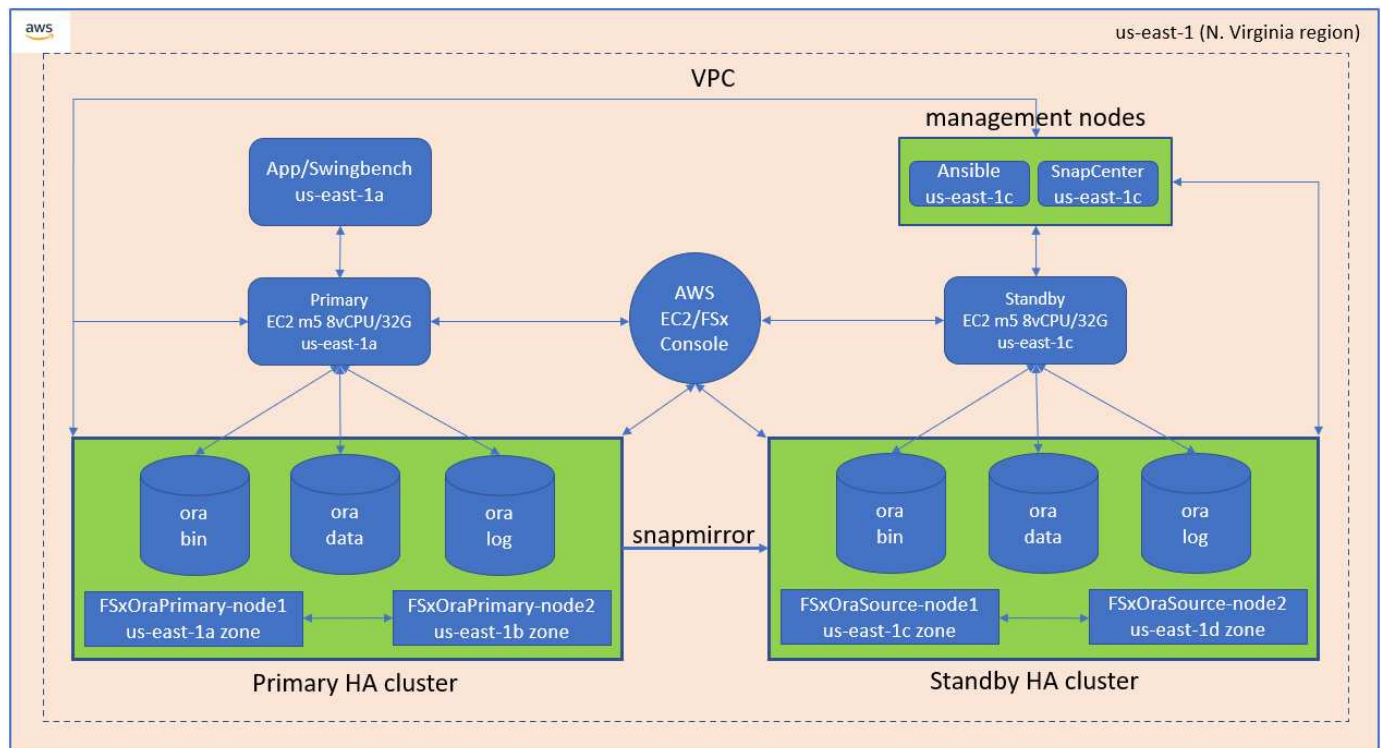 aws
us-east-1 (N. Virginia region)
VPC
management nodes
App/Swingbench
us-east-1a
Ansible
us-east-1c
SnapCenter
us-east-1c
Primary
EC2 m5 8vCPU/32G
us-east-1a
AWS
EC2/FSx
Console
Standby
EC2 m5 8vCPU/32G
us-east-1c
ora
bin
ora
data
ora
log
snapmirror
ora
bin
ora
data
ora
log
FSxOraPrimary-node1
us-east-1a zone
FSxOraPrimary-node2
us-east-1b zone
FSxOraSource-node1
us-east-1c zone
FSxOraSource-node2
us-east-1d zone
Primary HA cluster
Standby HA cluster